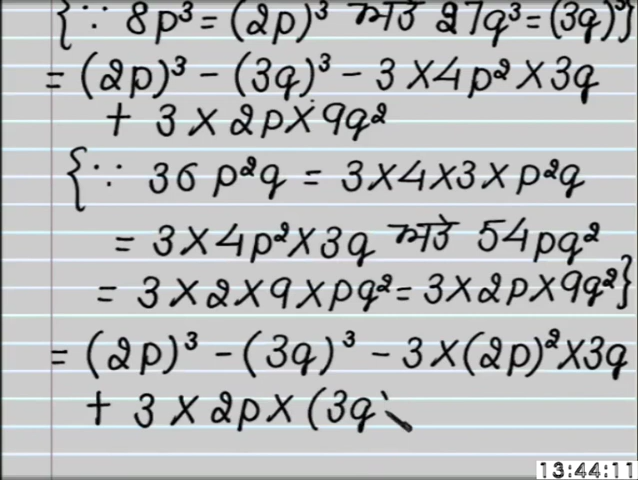 {∵ 8p³ = (2p)³ ਅਤੇ 27q³ = (3q)³}
= (2p)³ - (3q)³ - 3 × 4p² × 3q
+ 3 × 2p × 9q²
{∵ 36 p²q = 3×4×3×p²q
= 3×4p²×3q ਅਤੇ 54pq²
= 3×2×9×pq² = 3×2p×9q²}
= (2p)³ - (3q)³ - 3×(2p)²×3q
+ 3 × 2p × (3q
13:44:11